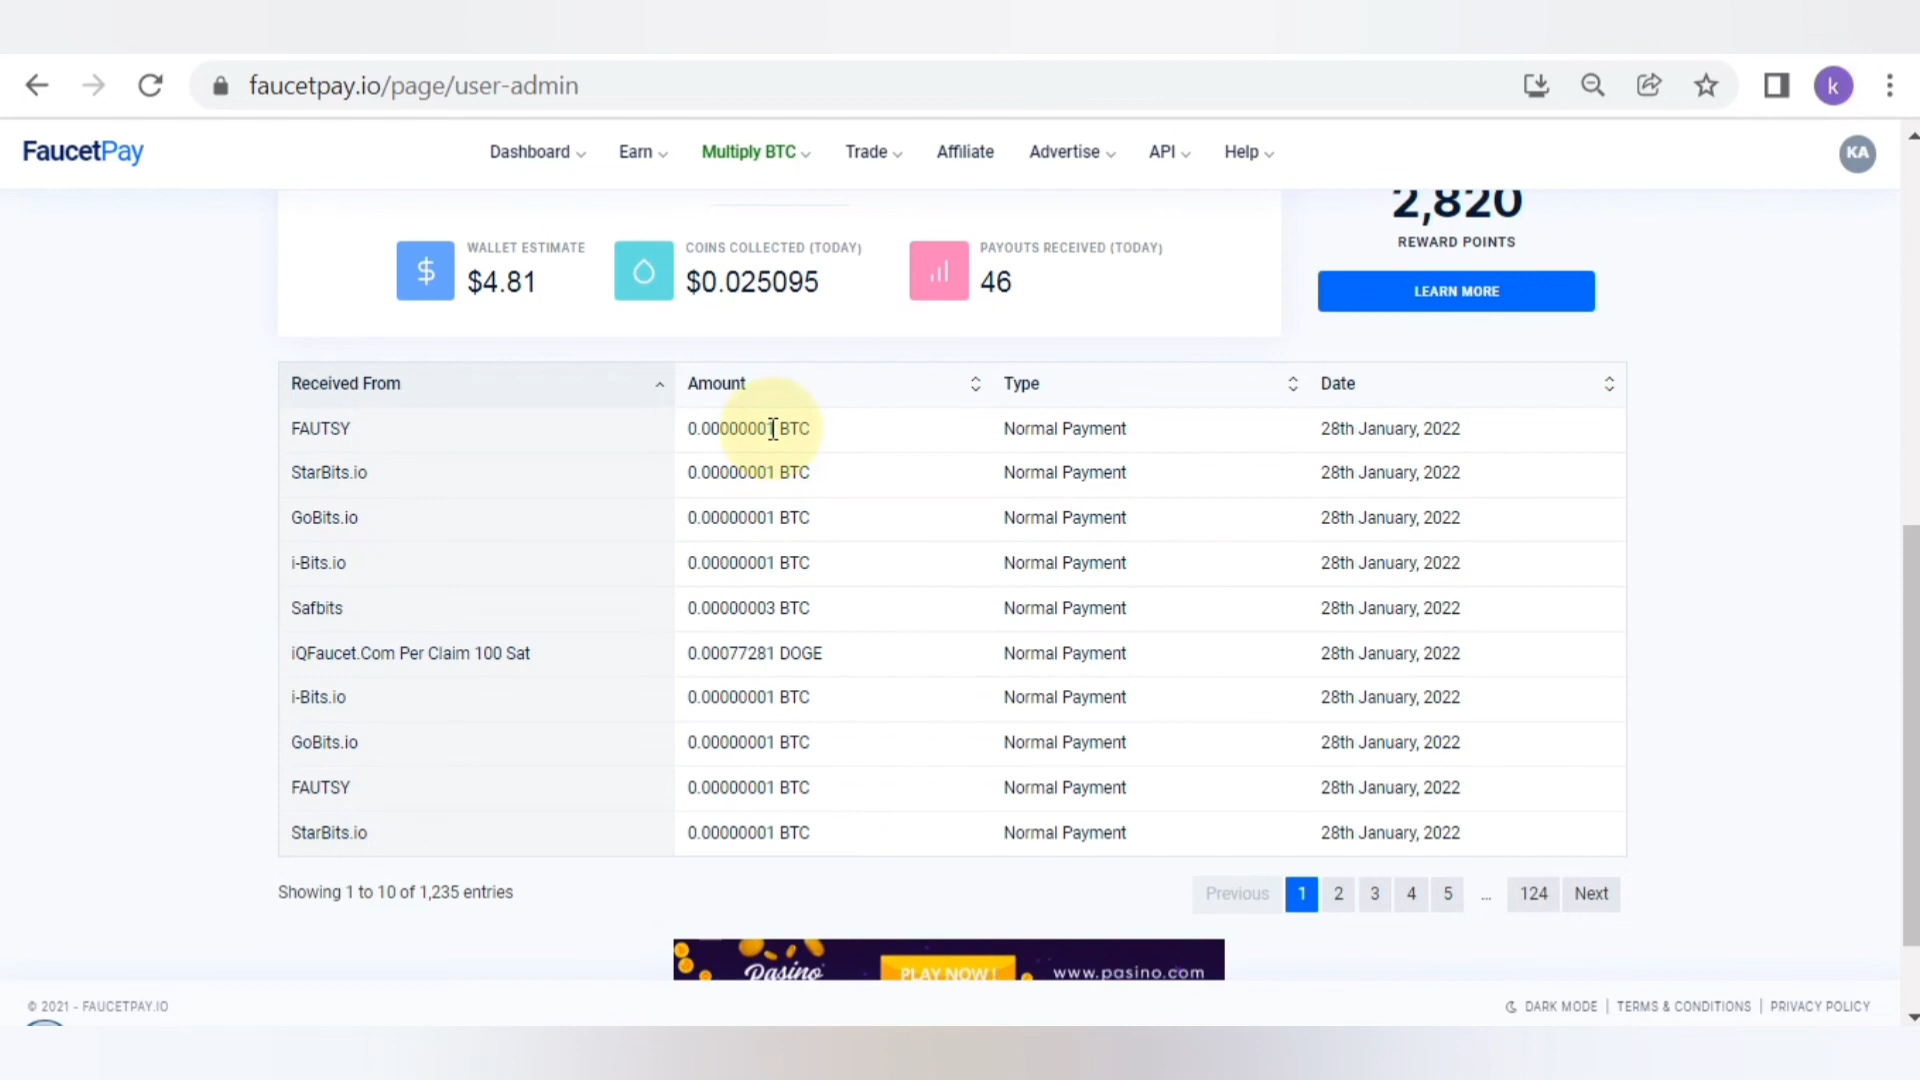 faucetpay.io/page/user-admin
k
FaucetPay
Dashboard Earn Multiply BTC Trade Affiliate Advertise API Help
KA
2,820
REWARD POINTS
LEARN MORE
WALLET ESTIMATE
$4.81
COINS COLLECTED (TODAY)
$0.025095
PAYOUTS RECEIVED (TODAY)
46
Received From Amount Type Date
FAUTSY 0.00000001 BTC Normal Payment 28th January, 2022
StarBits.io 0.00000001 BTC Normal Payment 28th January, 2022
GoBits.io 0.00000001 BTC Normal Payment 28th January, 2022
i-Bits.io 0.00000001 BTC Normal Payment 28th January, 2022
Safbits 0.00000003 BTC Normal Payment 28th January, 2022
iQFaucet.Com Per Claim 100 Sat 0.00077281 DOGE Normal Payment 28th January, 2022
i-Bits.io 0.00000001 BTC Normal Payment 28th January, 2022
GoBits.io 0.00000001 BTC Normal Payment 28th January, 2022
FAUTSY 0.00000001 BTC Normal Payment 28th January, 2022
StarBits.io 0.00000001 BTC Normal Payment 28th January, 2022
Showing 1 to 10 of 1,235 entries
Previous 1 2 3 4 5 ... 124 Next
Pasino PLAY NOW ! www.pasino.com
© 2021 - FAUCETPAY.IO
DARK MODE | TERMS & CONDITIONS | PRIVACY POLICY